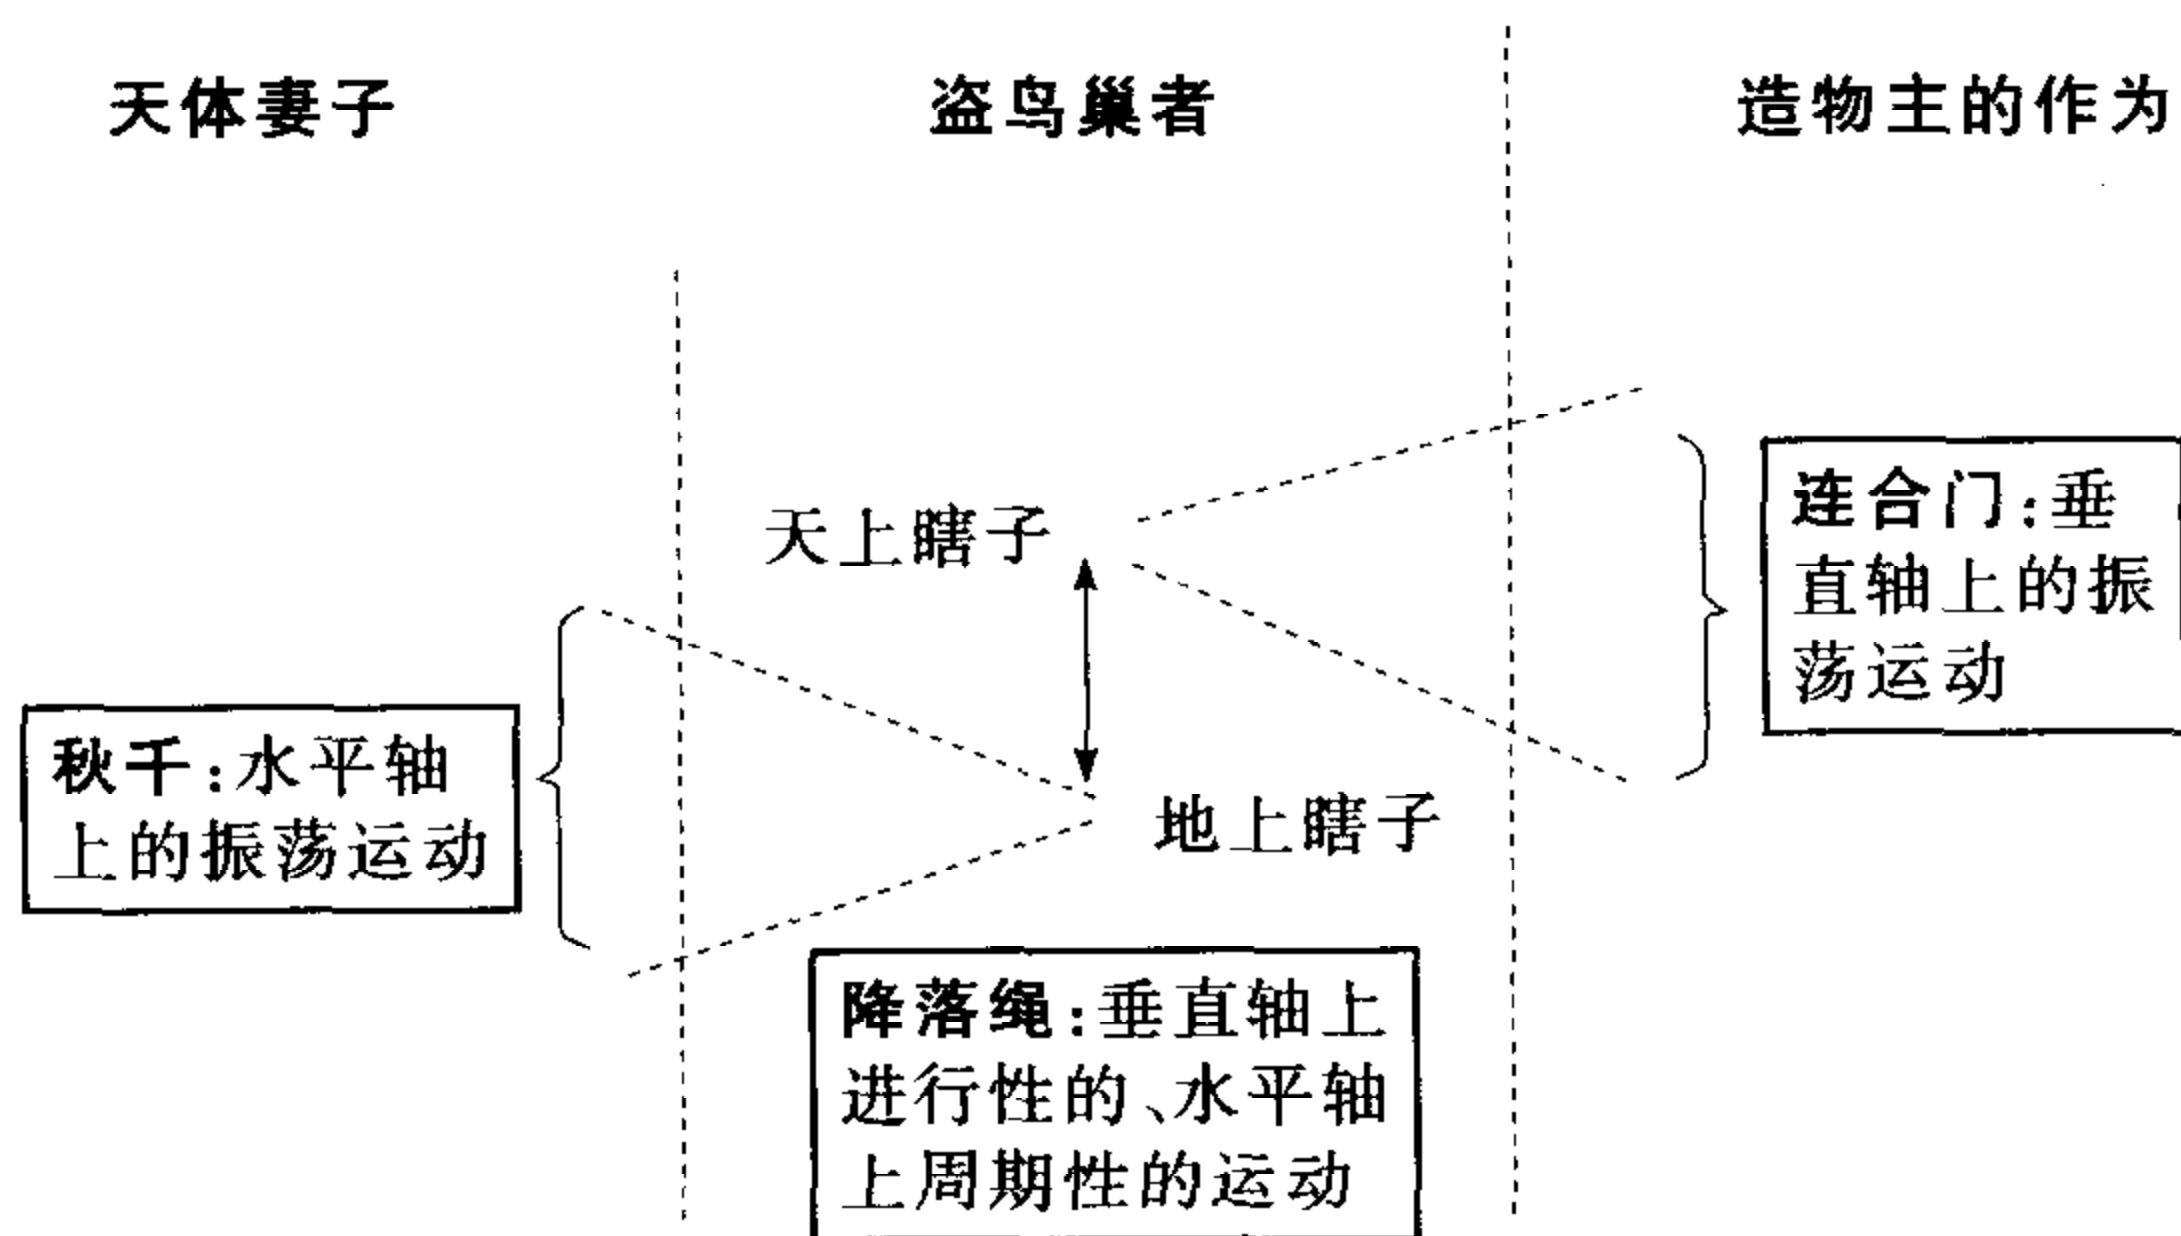 天体妻子
盗鸟巢者
造物主的作为
天上瞎子
连合门:垂
直轴上的振
荡运动
秋千:水平轴
上的振荡运动
地上瞎子
降落绳:垂直轴上
进行性的、水平轴
上周期性的运动